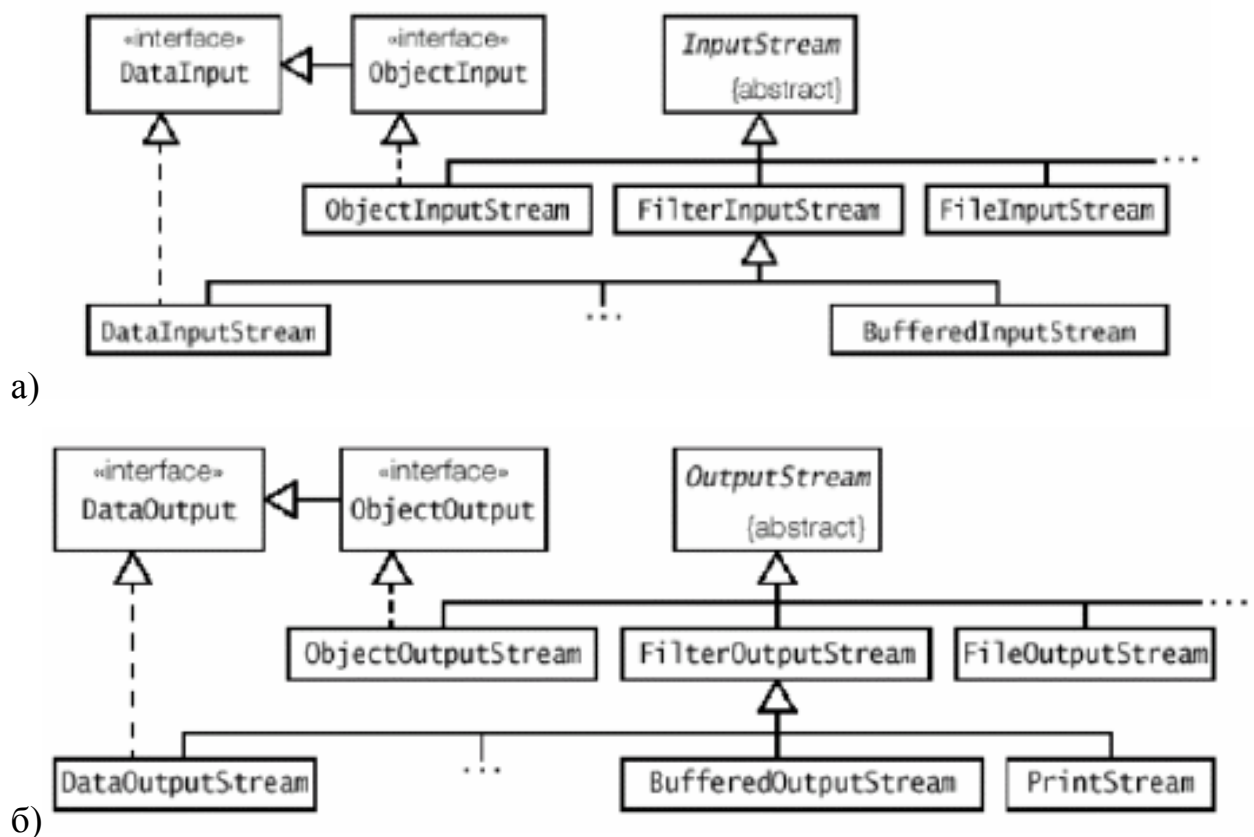 «interface»
DataInput
«interface»
ObjectInput
InputStream
{abstract}
...
ObjectInputStream
FilterInputStream
FileInputStream
DataInputStream
...
BufferedInputStream
а)
«interface»
DataOutput
«interface»
ObjectOutput
OutputStream
{abstract}
...
ObjectOutputStream
FilterOutputStream
FileOutputStream
DataOutputStream
...
BufferedOutputStream
PrintStream
б)